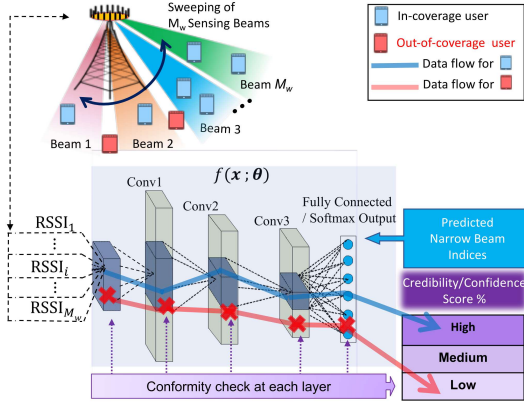 Sweeping of
M_w Sensing Beams
Beam M_w
Beam 3
Beam 1
Beam 2
In-coverage user
Out-of-coverage user
Data flow for
Data flow for
f(x ; θ)
Conv1
Conv2
Conv3
Fully Connected
/ Softmax Output
RSSI_1
⋮
RSSI_i
⋮
RSSI_{M_w}
Predicted
Narrow Beam
Indices
Credibility/Confidence
Score %
High
Medium
Low
Conformity check at each layer